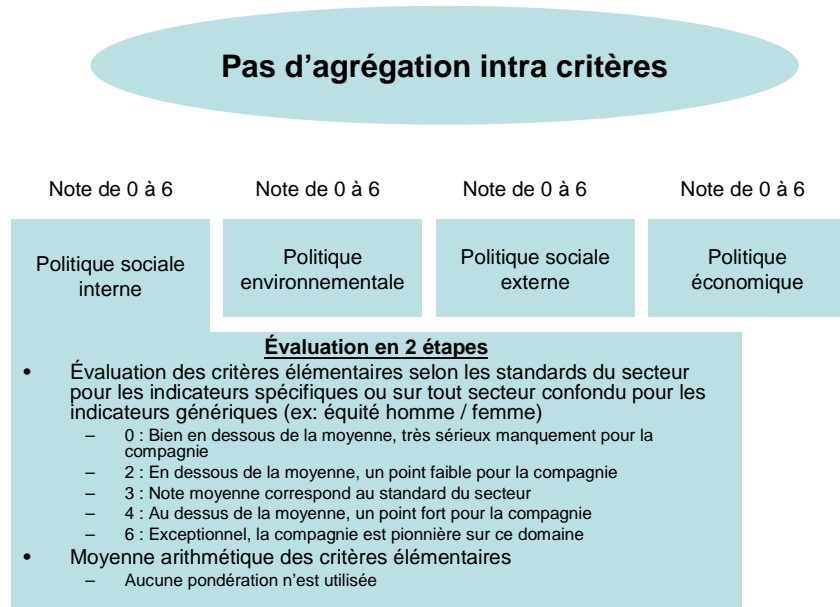 Pas d'agrégation intra critères
Note de 0 à 6
Note de 0 à 6
Note de 0 à 6
Note de 0 à 6
Politique sociale
interne
Politique
environnementale
Politique sociale
externe
Politique
économique
Évaluation en 2 étapes
• Évaluation des critères élémentaires selon les standards du secteur
pour les indicateurs spécifiques ou sur tout secteur confondu pour les
indicateurs génériques (ex: équité homme / femme)
– 0 : Bien en dessous de la moyenne, très sérieux manquement pour la
compagnie
– 2 : En dessous de la moyenne, un point faible pour la compagnie
– 3 : Note moyenne correspond au standard du secteur
– 4 : Au dessus de la moyenne, un point fort pour la compagnie
– 6 : Exceptionnel, la compagnie est pionnière sur ce domaine
• Moyenne arithmétique des critères élémentaires
– Aucune pondération n'est utilisée